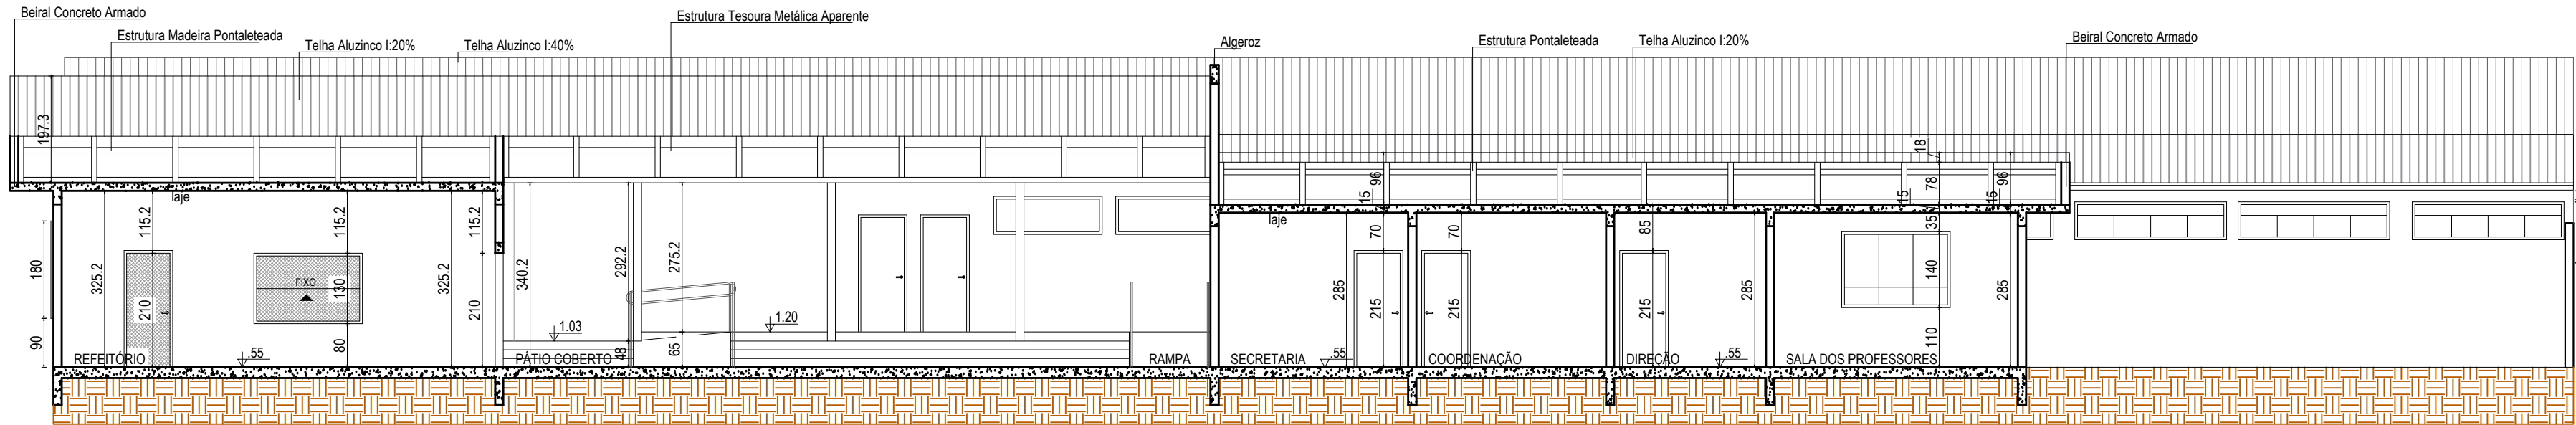 Beiral Concreto Armado
Estrutura Madeira Pontaleteada
Telha Aluzinco I:20%
Telha Aluzinco I:40%
Estrutura Tesoura Metálica Aparente
Algeroz
Estrutura Pontaleteada
Telha Aluzinco I:20%
Beiral Concreto Armado
197.3
laje
115.2
115.2
115.2
180
90
325.2
210
FIXO
130
80
325.2
210
340.2
292.2
275.2
48
65
1.03
1.20
.55
REFEITÓRIO
PÁTIO COBERTO
RAMPA
laje
15
96
70
70
85
285
215
215
215
285
15
18
78
35
140
110
15
96
285
SECRETARIA
.55
COORDENAÇÃO
DIREÇÃO
.55
SALA DOS PROFESSORES